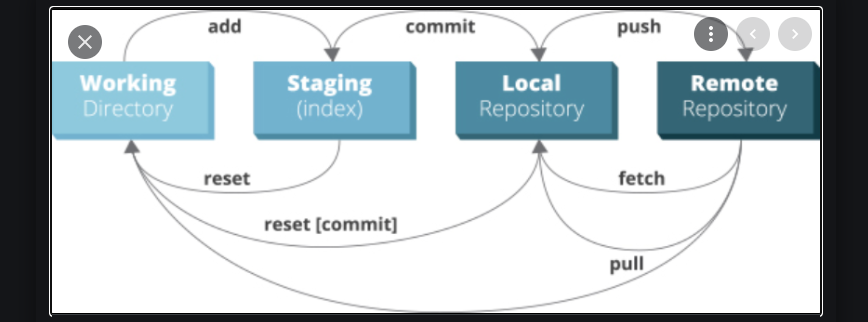 add
commit
push
Working
Directory
Staging
(index)
Local
Repository
Remote
Repository
reset
fetch
reset [commit]
pull